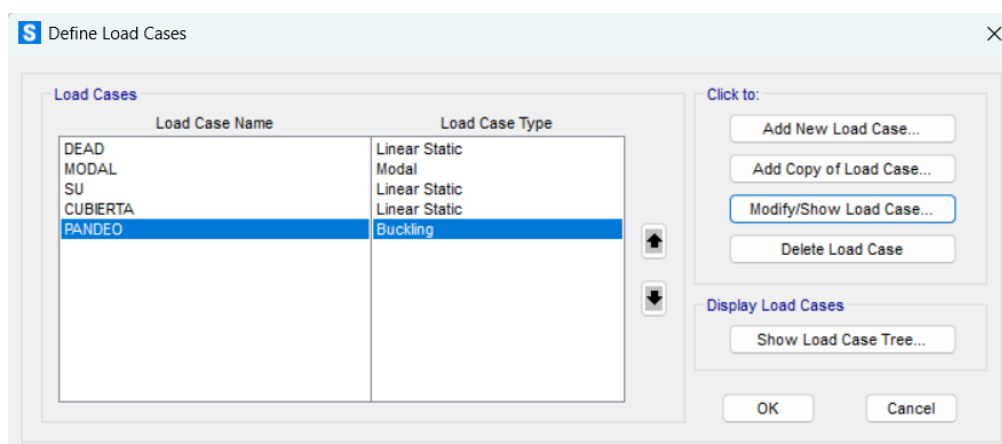 S Define Load Cases
Load Cases
Load Case Name Load Case Type
DEAD Linear Static
MODAL Modal
SU Linear Static
CUBIERTA Linear Static
PANDEO Buckling
Click to:
Add New Load Case...
Add Copy of Load Case...
Modify/Show Load Case...
Delete Load Case
Display Load Cases
Show Load Case Tree...
OK Cancel